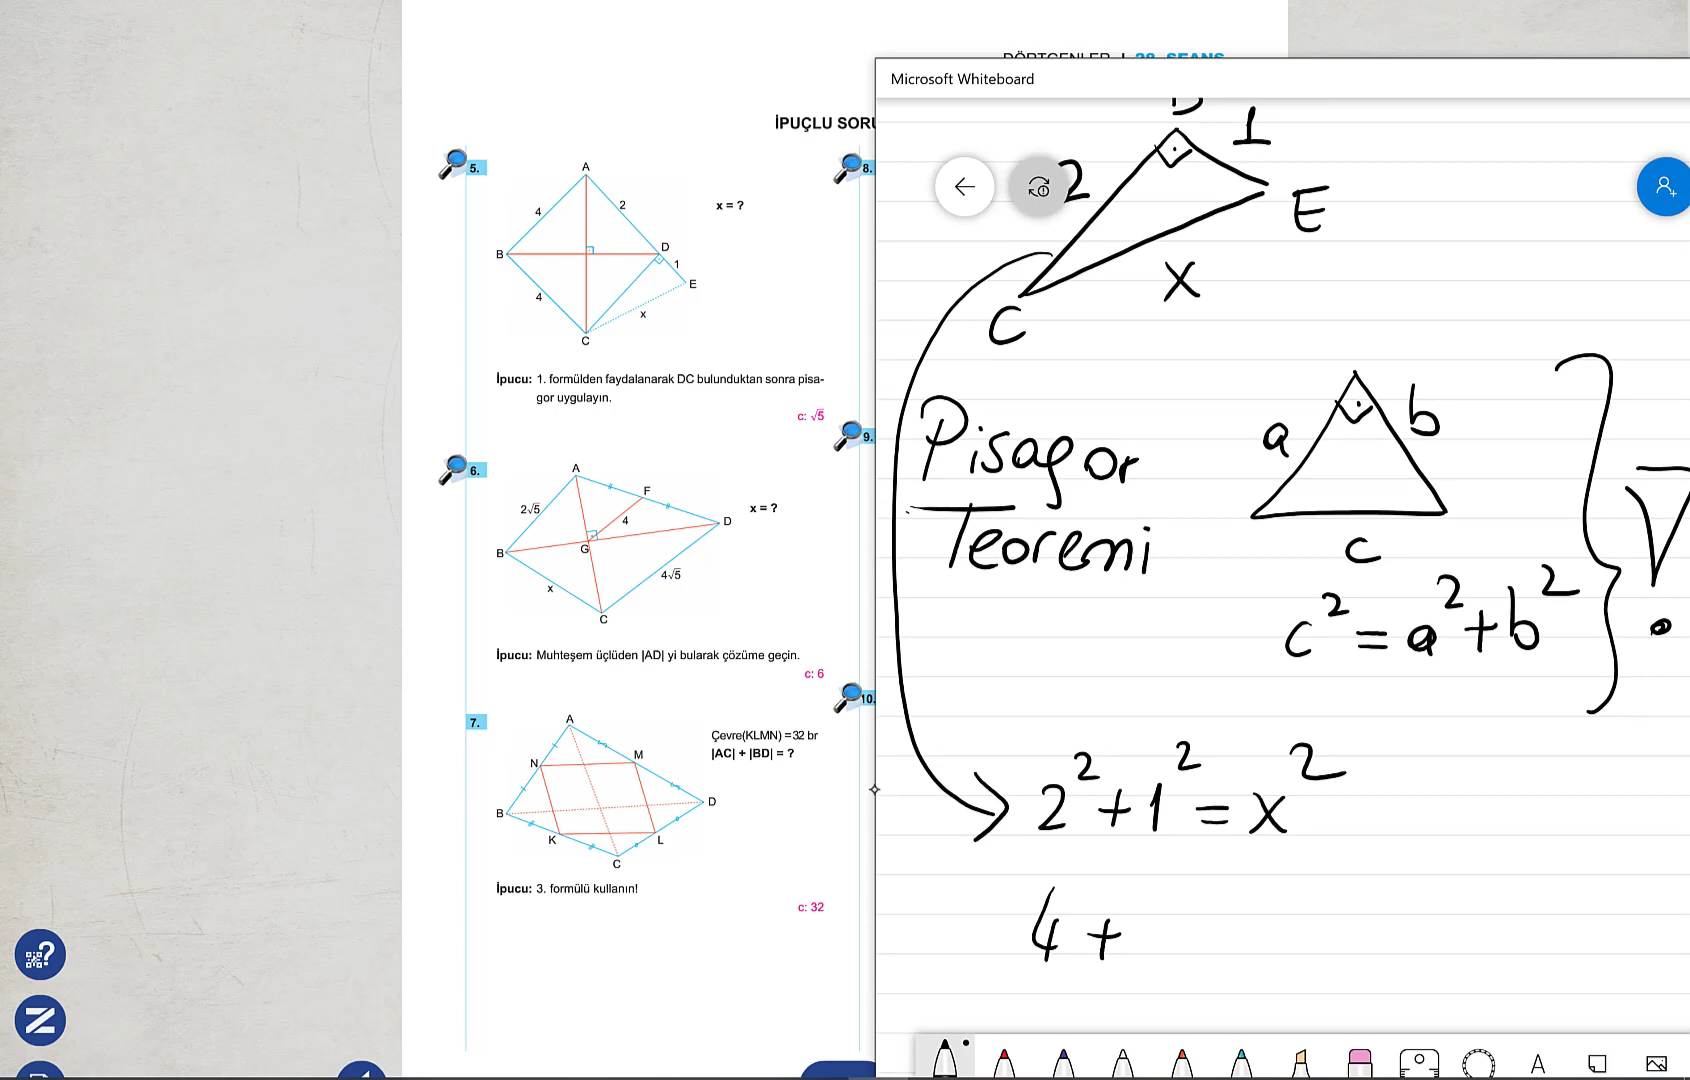 İPUÇLU SORU
5.
A
4
2
x = ?
B
D
1
E
4
x
C
İpucu: 1. formülden faydalanarak DC bulunduktan sonra pisa-
gor uygulayın.
c: √5
6.
A
F
2√5
x = ?
4
D
B
G
4√5
x
C
İpucu: Muhteşem üçlüden |AD| yi bularak çözüme geçin.
c: 6
7.
A
Çevre(KLMN) =32 br
|AC| + |BD| = ?
N
M
D
B
K
L
C
İpucu: 3. formülü kullanın!
c: 32
8.
9.
10.
Microsoft Whiteboard
1
2
E
x
C
Pisagor
Teoremi
a
b
c
c² = a² + b²
2² + 1² = x²
4 +